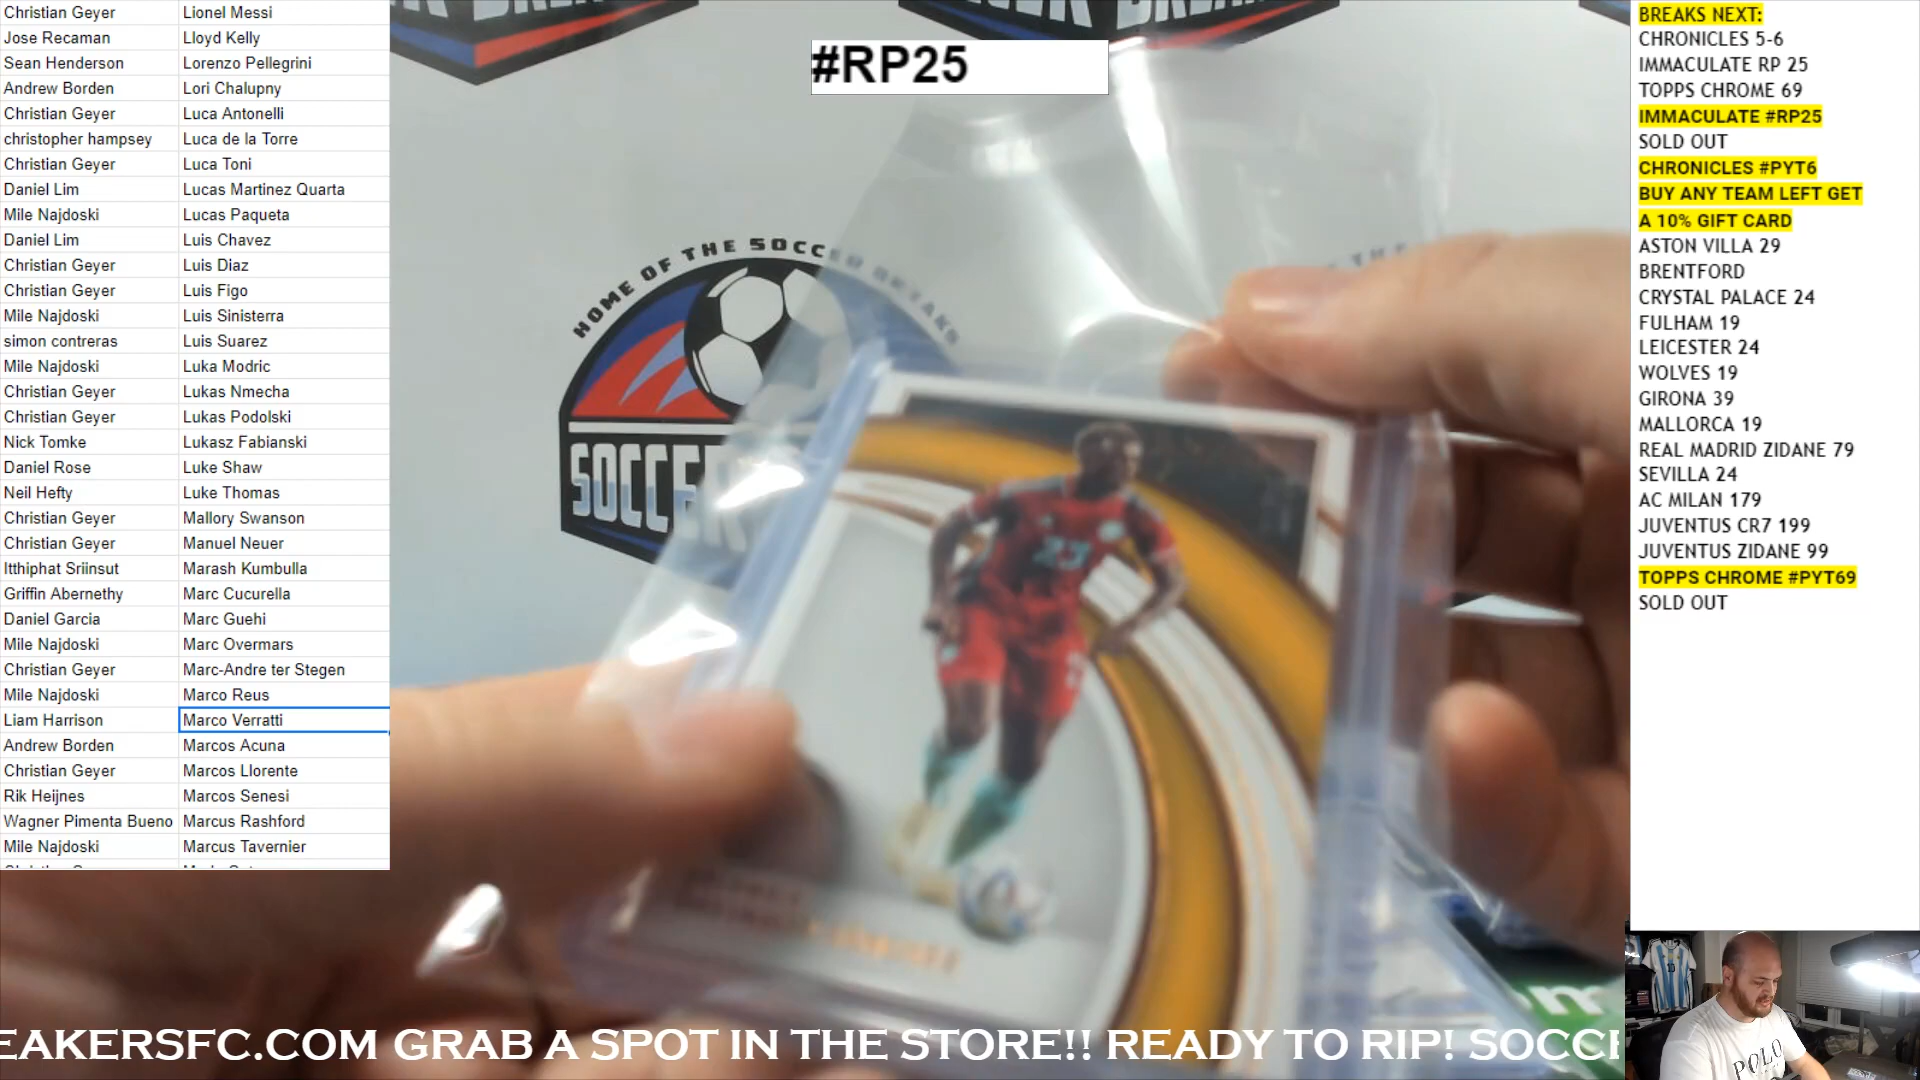 Christian Geyer Lionel Messi
Jose Recaman Lloyd Kelly
Sean Henderson Lorenzo Pellegrini
Andrew Borden Lori Chalupny
Christian Geyer Luca Antonelli
christopher hampsey Luca de la Torre
Christian Geyer Luca Toni
Daniel Lim Lucas Martinez Quarta
Mile Najdoski Lucas Paqueta
Daniel Lim Luis Chavez
Christian Geyer Luis Diaz
Christian Geyer Luis Figo
Mile Najdoski Luis Sinisterra
simon contreras Luis Suarez
Mile Najdoski Luka Modric
Christian Geyer Lukas Nmecha
Christian Geyer Lukas Podolski
Nick Tomke Lukasz Fabianski
Daniel Rose Luke Shaw
Neil Hefty Luke Thomas
Christian Geyer Mallory Swanson
Christian Geyer Manuel Neuer
Itthiphat Sriinsut Marash Kumbulla
Griffin Abernethy Marc Cucurella
Daniel Garcia Marc Guehi
Mile Najdoski Marc Overmars
Christian Geyer Marc-Andre ter Stegen
Mile Najdoski Marco Reus
Liam Harrison Marco Verratti
Andrew Borden Marcos Acuna
Christian Geyer Marcos Llorente
Rik Heijnes Marcos Senesi
Wagner Pimenta Bueno Marcus Rashford
Mile Najdoski Marcus Tavernier
#RP25
HOME OF THE SOCCER BREAKS
SOCCE
23
BREAKS NEXT:
CHRONICLES 5-6
IMMACULATE RP 25
TOPPS CHROME 69
IMMACULATE #RP25
SOLD OUT
CHRONICLES #PYT6
BUY ANY TEAM LEFT GET
A 10% GIFT CARD
ASTON VILLA 29
BRENTFORD
CRYSTAL PALACE 24
FULHAM 19
LEICESTER 24
WOLVES 19
GIRONA 39
MALLORCA 19
REAL MADRID ZIDANE 79
SEVILLA 24
AC MILAN 179
JUVENTUS CR7 199
JUVENTUS ZIDANE 99
TOPPS CHROME #PYT69
SOLD OUT
10
POLO
EAKERSFC.COM GRAB A SPOT IN THE STORE!! READY TO RIP! SOCCE